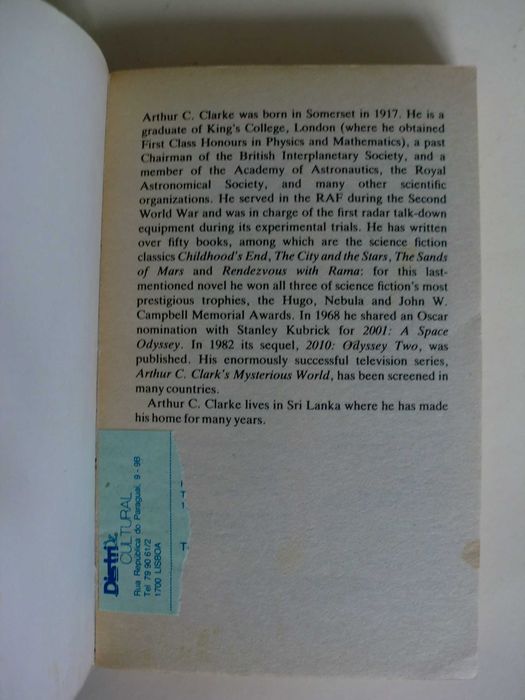 Arthur C. Clarke was born in Somerset in 1917. He is a
graduate of King's College, London (where he obtained
First Class Honours in Physics and Mathematics), a past
Chairman of the British Interplanetary Society, and a
member of the Academy of Astronautics, the Royal
Astronomical Society, and many other scientific
organizations. He served in the RAF during the Second
World War and was in charge of the first radar talk-down
equipment during its experimental trials. He has written
over fifty books, among which are the science fiction
classics Childhood's End, The City and the Stars, The Sands
of Mars and Rendezvous with Rama: for this last-
mentioned novel he won all three of science fiction's most
prestigious trophies, the Hugo, Nebula and John W.
Campbell Memorial Awards. In 1968 he shared an Oscar
nomination with Stanley Kubrick for 2001: A Space
Odyssey. In 1982 its sequel, 2010: Odyssey Two, was
published. His enormously successful television series,
Arthur C. Clark's Mysterious World, has been screened in
many countries.
Arthur C. Clarke lives in Sri Lanka where he has made
his home for many years.
CULTURAL
Rua República do Paraguai, 9 - 9B
Tel 79 90 61/2
1700 LISBOA